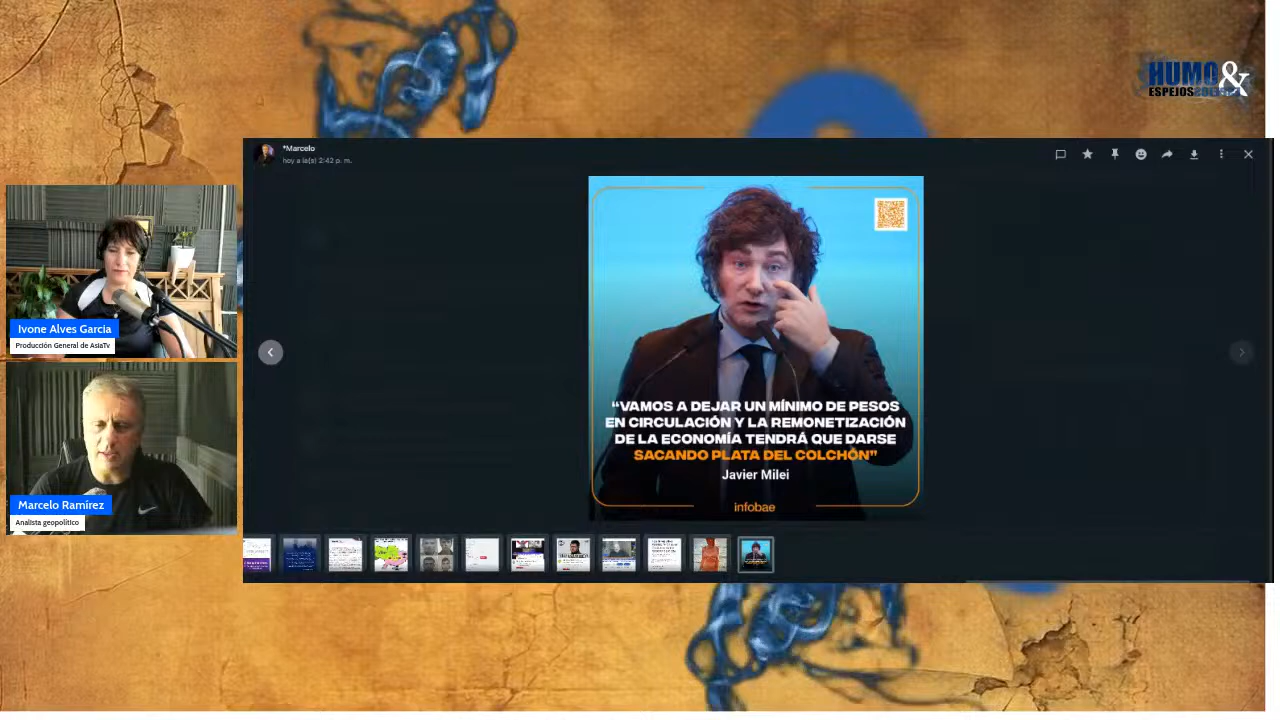 HUMO&
ESPEJOS
*Marcelo
hoy a la(s) 2:42 p. m.
Ivone Alves Garcia
Producción General de AsiaTv
Marcelo Ramírez
Analista geopolítico
“VAMOS A DEJAR UN MÍNIMO DE PESOS
EN CIRCULACIÓN Y LA REMONETIZACIÓN
DE LA ECONOMÍA TENDRÁ QUE DARSE
SACANDO PLATA DEL COLCHÓN”
Javier Milei
infobae